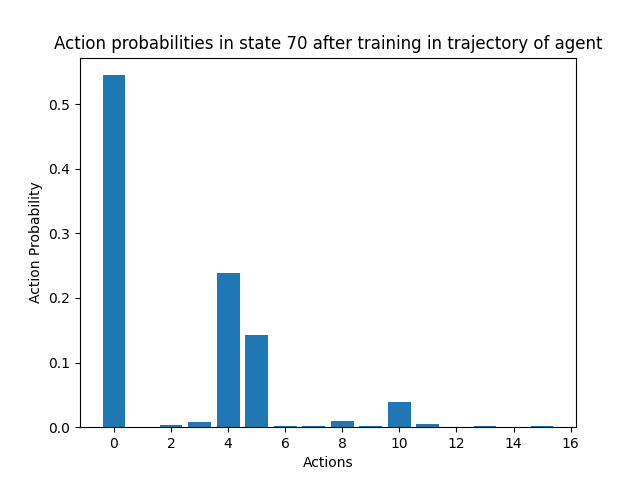 Action probabilities in state 70 after training in trajectory of agent
Action Probability
0.5
0.4
0.3
0.2
0.1
0.0
0 2 4 6 8 10 12 14 16
Actions